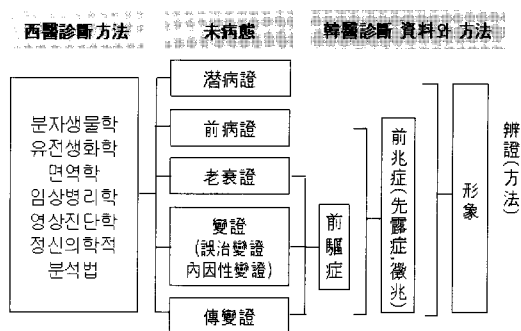 西醫診斷方法
未病態
韓醫診斷 資料와 方法
분자생물학
유전생화학
면역학
임상병리학
영상진단학
정신의학적
분석법
潛病證
前病證
老衰證
變證
(誤治變證
內因性變證)
傳變證
前驅症
前兆症(先露症·徵兆)
形象
辨證(方法)